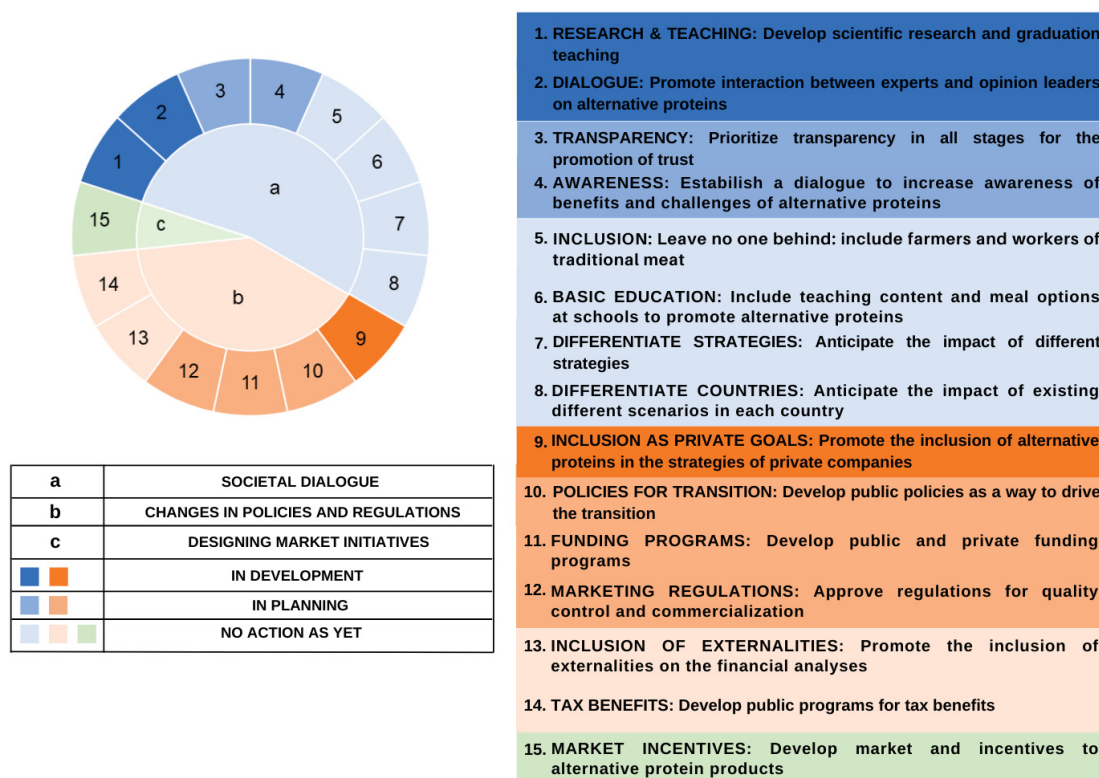 1
2
3
4
5
6
7
8
9
10
11
12
13
14
15
a
b
c
a SOCIETAL DIALOGUE
b CHANGES IN POLICIES AND REGULATIONS
c DESIGNING MARKET INITIATIVES
IN DEVELOPMENT
IN PLANNING
NO ACTION AS YET
1. RESEARCH & TEACHING: Develop scientific research and graduation
teaching
2. DIALOGUE: Promote interaction between experts and opinion leaders
on alternative proteins
3. TRANSPARENCY: Prioritize transparency in all stages for the
promotion of trust
4. AWARENESS: Estabilish a dialogue to increase awareness of
benefits and challenges of alternative proteins
5. INCLUSION: Leave no one behind: include farmers and workers of
traditional meat
6. BASIC EDUCATION: Include teaching content and meal options
at schools to promote alternative proteins
7. DIFFERENTIATE STRATEGIES: Anticipate the impact of different
strategies
8. DIFFERENTIATE COUNTRIES: Anticipate the impact of existing
different scenarios in each country
9. INCLUSION AS PRIVATE GOALS: Promote the inclusion of alternative
proteins in the strategies of private companies
10. POLICIES FOR TRANSITION: Develop public policies as a way to drive
the transition
11. FUNDING PROGRAMS: Develop public and private funding
programs
12. MARKETING REGULATIONS: Approve regulations for quality
control and commercialization
13. INCLUSION OF EXTERNALITIES: Promote the inclusion of
externalities on the financial analyses
14. TAX BENEFITS: Develop public programs for tax benefits
15. MARKET INCENTIVES: Develop market and incentives to
alternative protein products